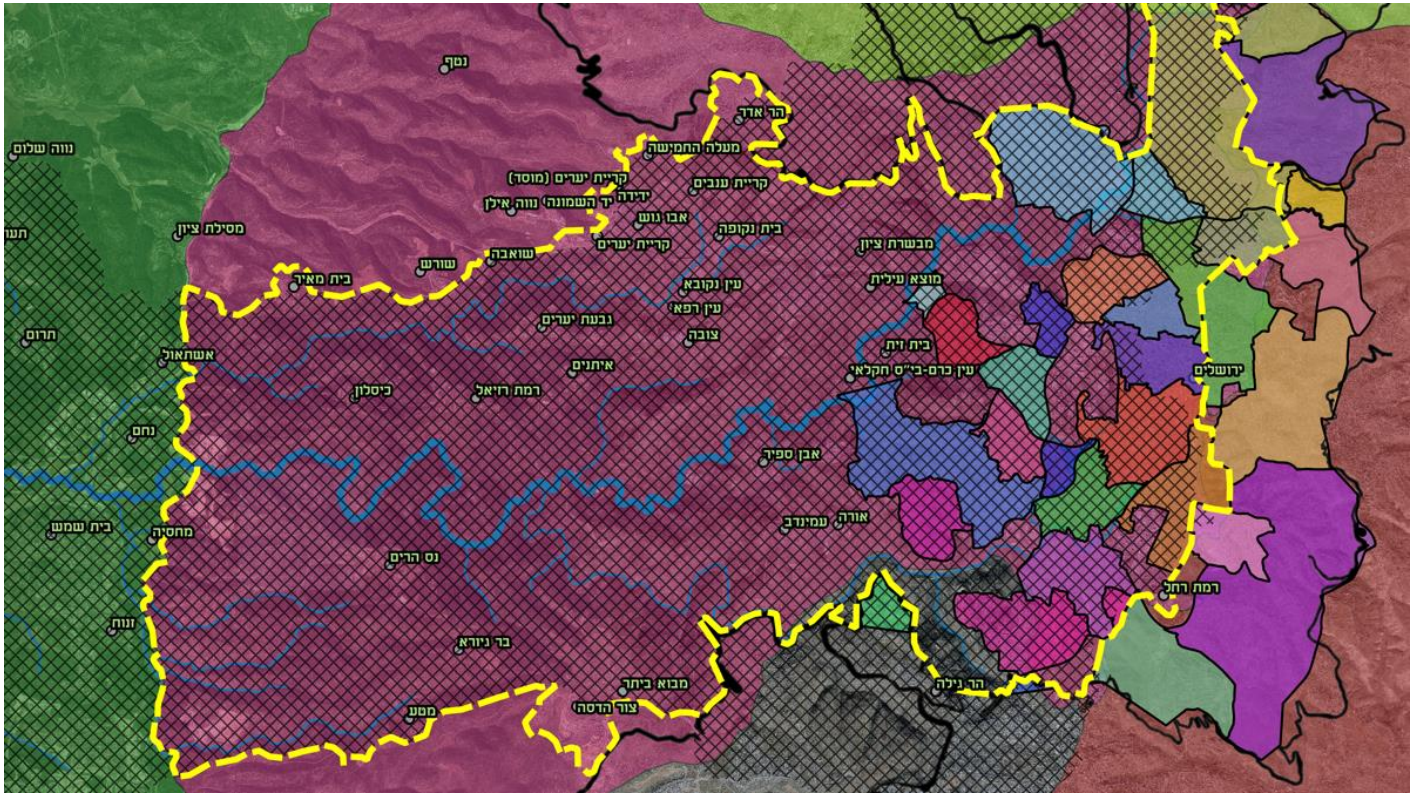 נטף
הר אדר
נווה שלום
מעלה החמישה
קריית יערים (מוסד)
קריית ענבים
נווה אילן
יד השמונה
ידידה
אבו גוש
מסילת ציון
בית נקופה
קריית יערים
מבשרת ציון
שואבה
שורש
בית מאיר
מוצא עילית
עין נקובא
עין רפא
גבעת יערים
צובה
תרום
אשתאול
בית זית
איתנים
עין כרם-בי"ס חקלאי
ירושלים
כיסלון
רמת רזיאל
נחם
אבן ספיר
בית שמש
מחסיה
עמינדב
אורה
נס הרים
רמת רחל
זנוח
בר גיורא
מבוא ביתר
הר גילה
צור הדסה
מטע